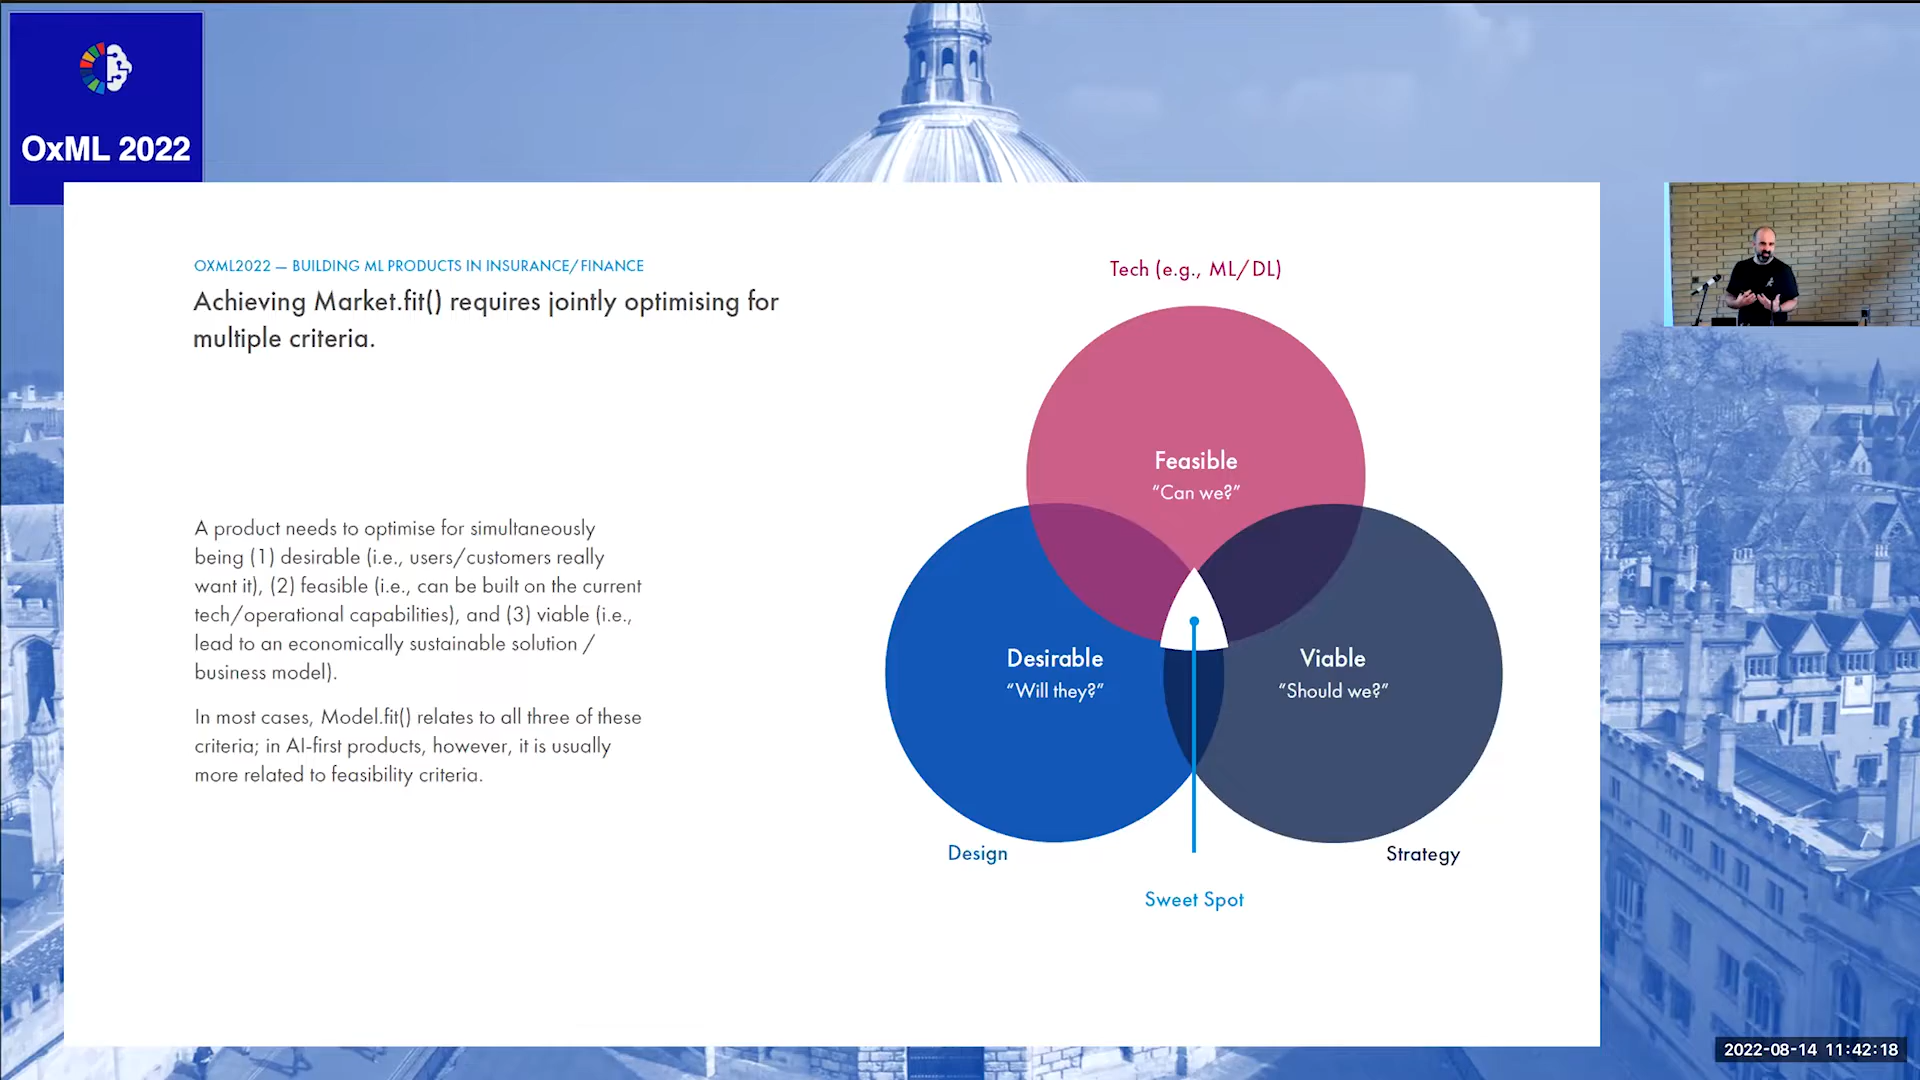 OxML 2022
OXML2022 — BUILDING ML PRODUCTS IN INSURANCE/FINANCE
Achieving Market.fit() requires jointly optimising for
multiple criteria.
A product needs to optimise for simultaneously
being (1) desirable (i.e., users/customers really
want it), (2) feasible (i.e., can be built on the current
tech/operational capabilities), and (3) viable (i.e.,
lead to an economically sustainable solution /
business model).
In most cases, Model.fit() relates to all three of these
criteria; in AI-first products, however, it is usually
more related to feasibility criteria.
Tech (e.g., ML/DL)
Feasible
“Can we?”
Desirable
“Will they?”
Viable
“Should we?”
Design
Strategy
Sweet Spot
2022-08-14 11:42:18